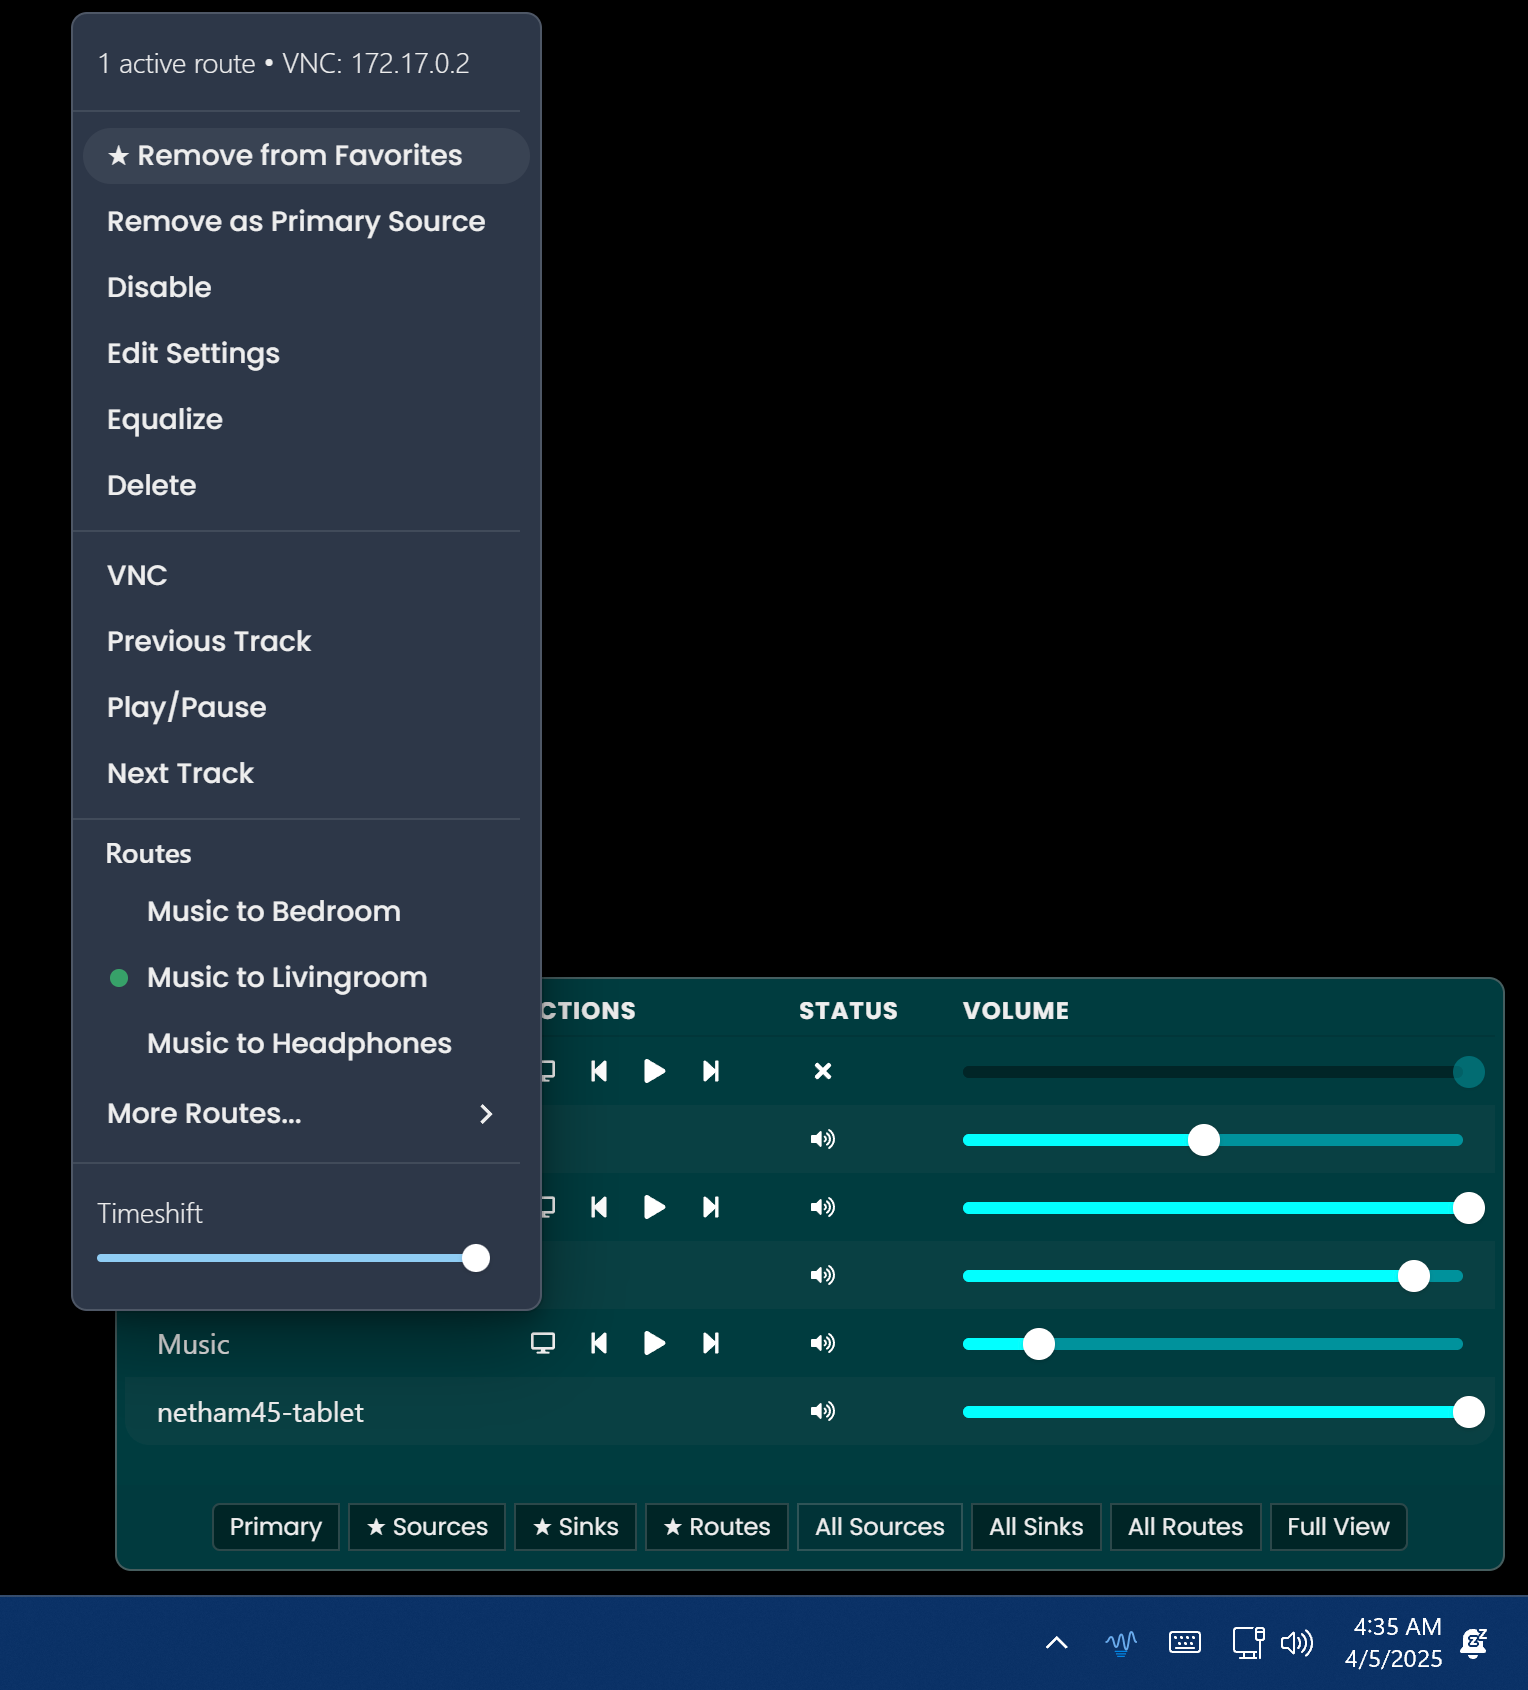 1 active route • VNC: 172.17.0.2
★ Remove from Favorites
Remove as Primary Source
Disable
Edit Settings
Equalize
Delete
VNC
Previous Track
Play/Pause
Next Track
Routes
Music to Bedroom
Music to Livingroom
Music to Headphones
More Routes...
Timeshift
CTIONS STATUS VOLUME
Music
netham45-tablet
Primary ★ Sources ★ Sinks ★ Routes All Sources All Sinks All Routes Full View
4:35 AM
4/5/2025